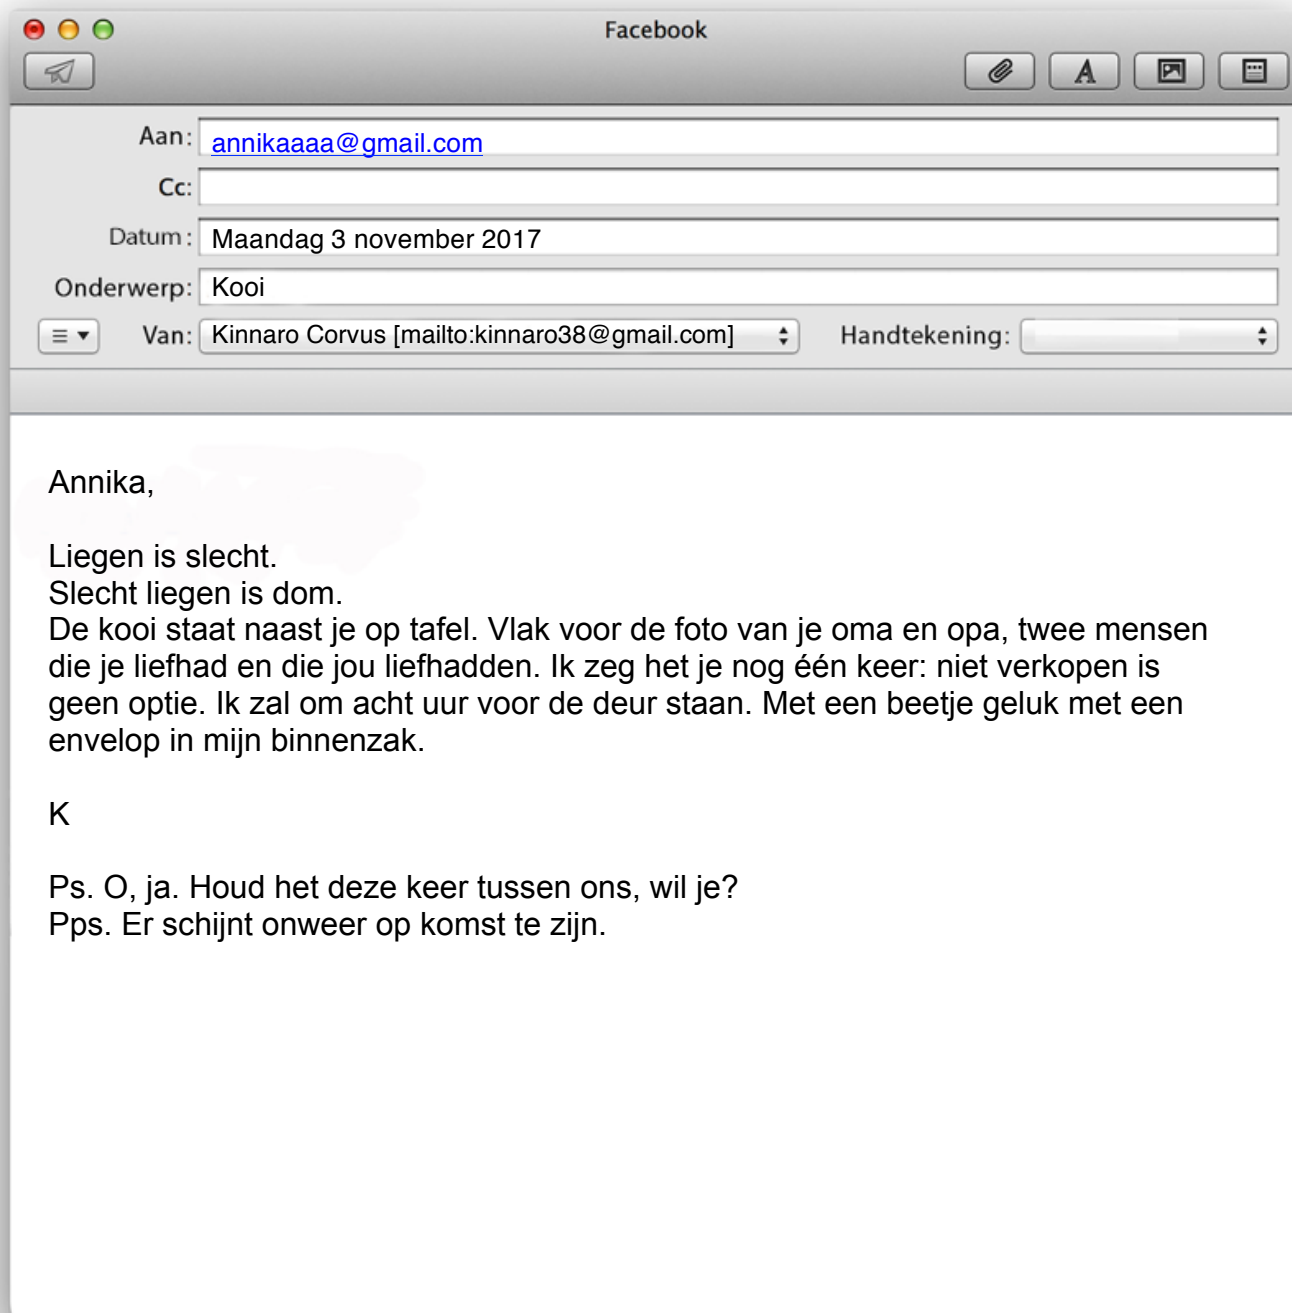 Facebook
Aan: annikaaaa@gmail.com
Cc:
Datum: Maandag 3 november 2017
Onderwerp: Kooi
Van: Kinnaro Corvus [mailto:kinnaro38@gmail.com] Handtekening:
Annika,
Liegen is slecht.
Slecht liegen is dom.
De kooi staat naast je op tafel. Vlak voor de foto van je oma en opa, twee mensen
die je liefhad en die jou liefhadden. Ik zeg het je nog één keer: niet verkopen is
geen optie. Ik zal om acht uur voor de deur staan. Met een beetje geluk met een
envelop in mijn binnenzak.
K
Ps. O, ja. Houd het deze keer tussen ons, wil je?
Pps. Er schijnt onweer op komst te zijn.